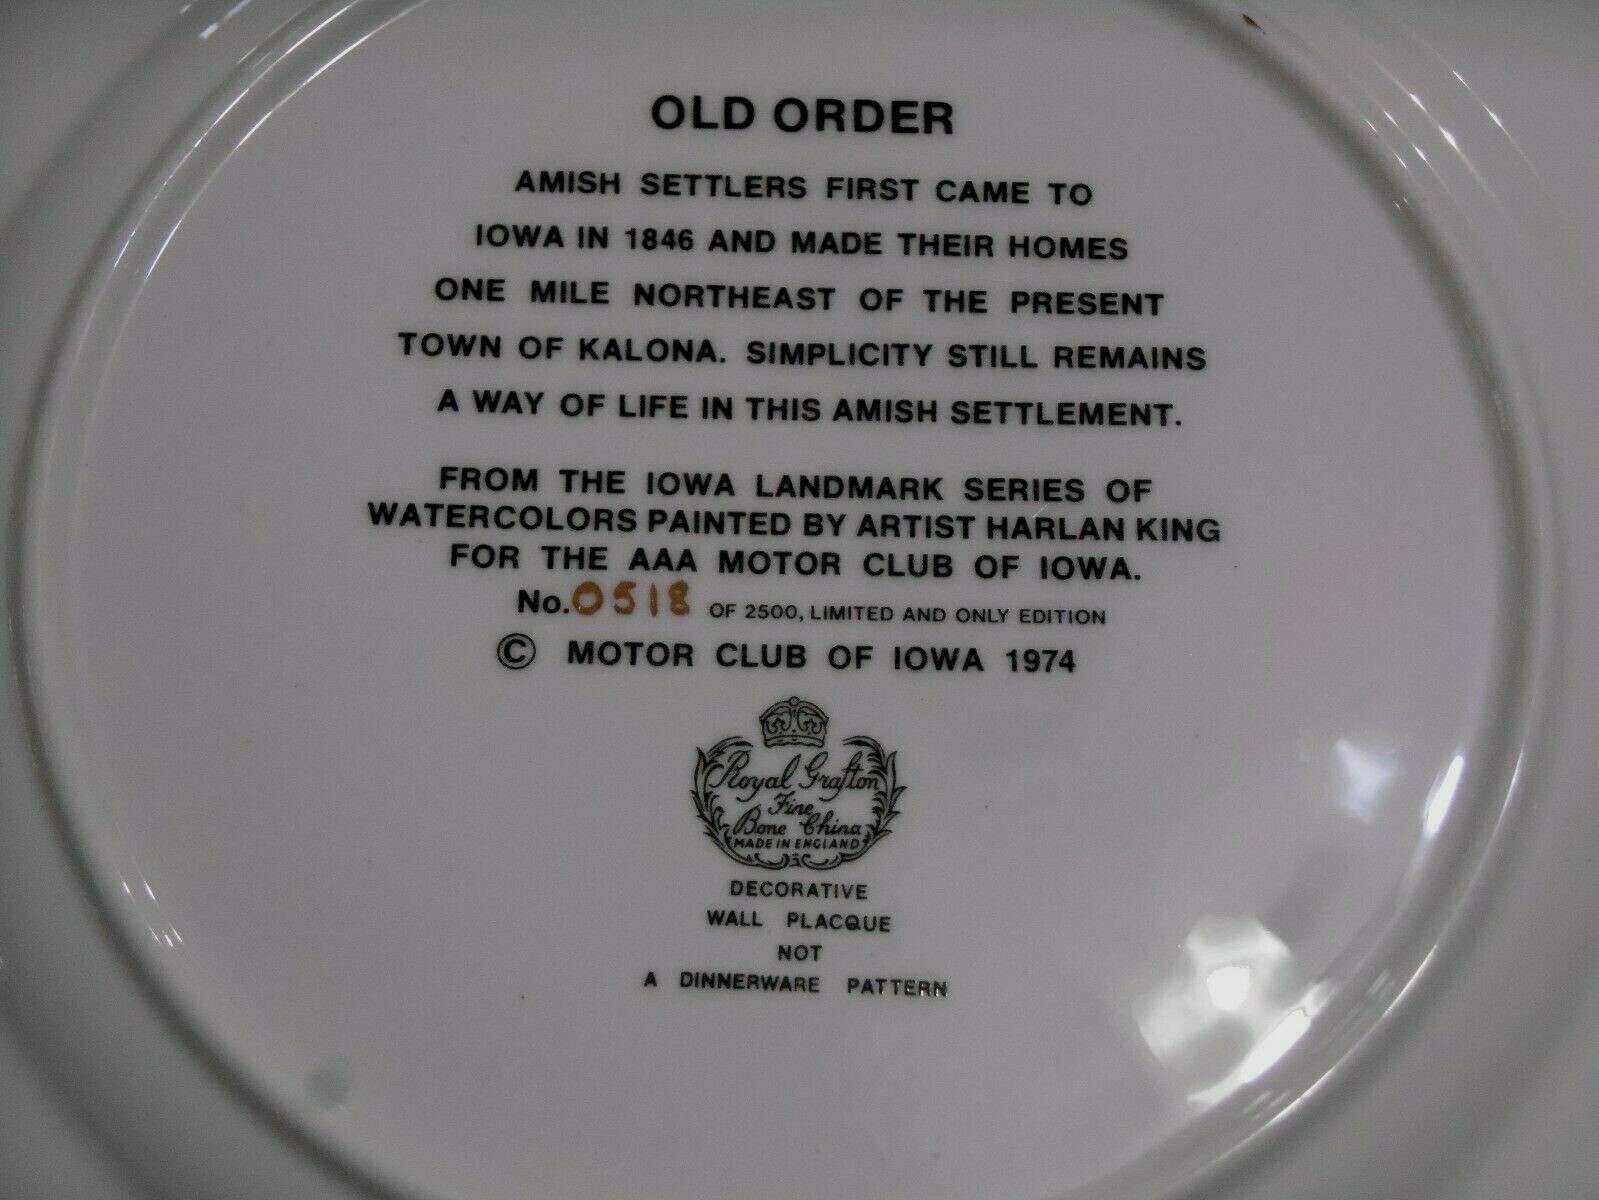 OLD ORDER
AMISH SETTLERS FIRST CAME TO
IOWA IN 1846 AND MADE THEIR HOMES
ONE MILE NORTHEAST OF THE PRESENT
TOWN OF KALONA. SIMPLICITY STILL REMAINS
A WAY OF LIFE IN THIS AMISH SETTLEMENT.
FROM THE IOWA LANDMARK SERIES OF
WATERCOLORS PAINTED BY ARTIST HARLAN KING
FOR THE AAA MOTOR CLUB OF IOWA.
No. 0518 OF 2500, LIMITED AND ONLY EDITION
© MOTOR CLUB OF IOWA 1974
Royal Grafton
Fine
Bone China
MADE IN ENGLAND
DECORATIVE
WALL PLACQUE
NOT
A DINNERWARE PATTERN